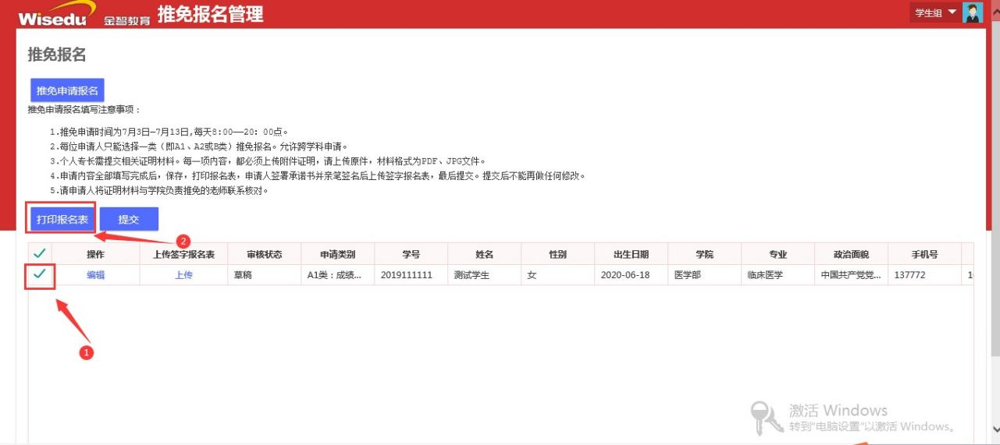 Wisedu 金智教育 推免报名管理 学生组
推免报名
推免申请报名
推免申请报名填写注意事项：
1.推免申请时间为7月3日—7月13日,每天8:00——20：00点。
2.每位申请人只能选择一类（即A1、A2或B类）推免报名。允许跨学科申请。
3.个人专长需提交相关证明材料。每一项内容，都必须上传附件证明，请上传原件，材料格式为PDF、JPG文件。
4.申请内容全部填写完成后，保存，打印报名表，申请人签署承诺书并亲笔签名后上传签字报名表，最后提交。提交后不能再做任何修改。
5.请申请人将证明材料与学院负责推免的老师联系核对。
打印报名表 提交
2
操作 上传签字报名表 审核状态 申请类别 学号 姓名 性别 出生日期 学院 专业 政治面貌 手机号
编辑 上传 草稿 A1类：成绩... 2019111111 测试学生 女 2020-06-18 医学部 临床医学 中国共产党党... 137772 1
1
激活 Windows
转到"电脑设置"以激活 Windows。